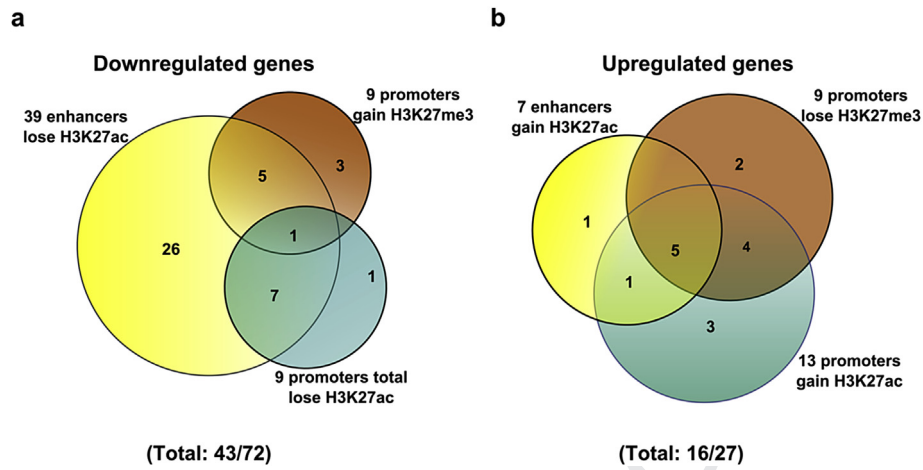 a
b
Downregulated genes
Upregulated genes
39 enhancers
lose H3K27ac
9 promoters
gain H3K27me3
5
3
26
1
1
7
9 promoters total
lose H3K27ac
(Total: 43/72)
7 enhancers
gain H3K27ac
9 promoters
lose H3K27me3
2
1
5
4
1
3
13 promoters
gain H3K27ac
(Total: 16/27)